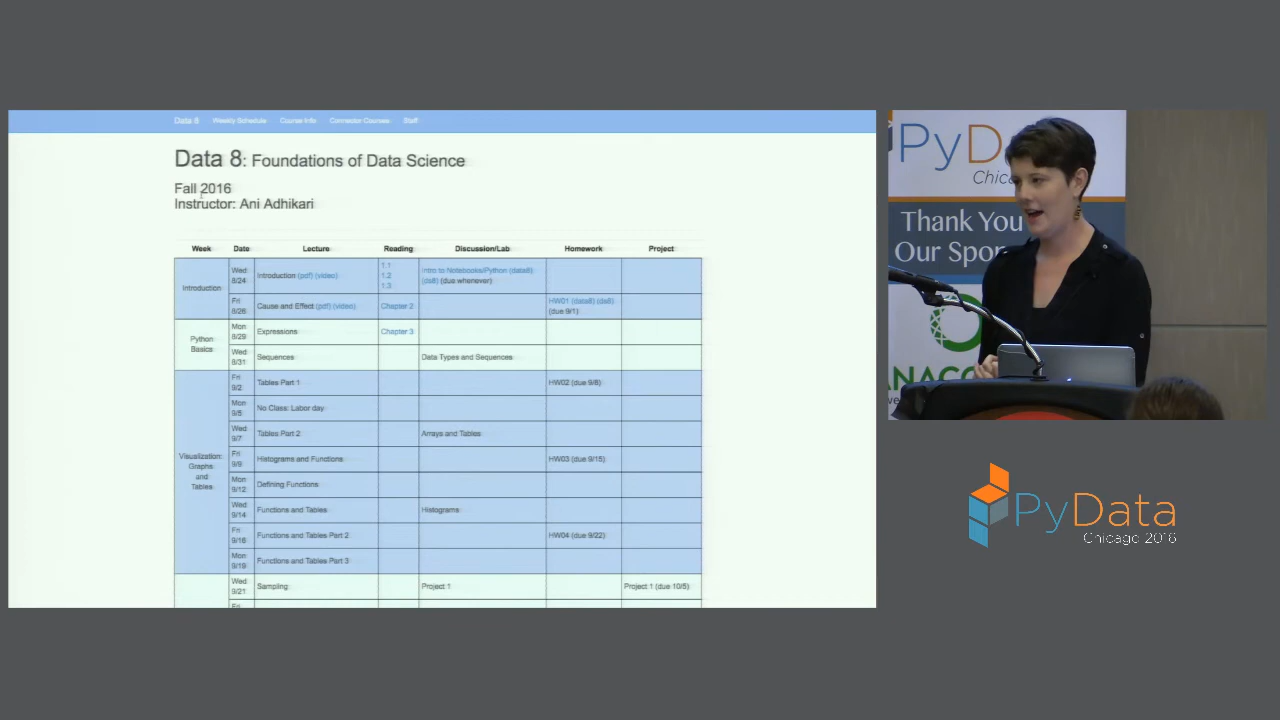 Data 8 Weekly Schedule Course Info Connector Courses Staff
Data 8: Foundations of Data Science
Fall 2016
Instructor: Ani Adhikari
Week Date Lecture Reading Discussion/Lab Homework Project
Introduction
Wed 8/24 Introduction (pdf) (video) 1.1 1.2 1.3 Intro to Notebooks/Python (data8) (ds8) (due whenever)
Fri 8/26 Cause and Effect (pdf) (video) Chapter 2 HW01 (data8) (ds8) (due 9/1)
Python Basics
Mon 8/29 Expressions Chapter 3
Wed 8/31 Sequences Data Types and Sequences
Visualization: Graphs and Tables
Fri 9/2 Tables Part 1 HW02 (due 9/8)
Mon 9/5 No Class: Labor day
Wed 9/7 Tables Part 2 Arrays and Tables
Fri 9/9 Histograms and Functions HW03 (due 9/15)
Mon 9/12 Defining Functions
Wed 9/14 Functions and Tables Histograms
Fri 9/16 Functions and Tables Part 2 HW04 (due 9/22)
Mon 9/19 Functions and Tables Part 3
Wed 9/21 Sampling Project 1 Project 1 (due 10/5)
Fri
PyD
Chic
Thank You
Our Spo
ANAC
PyData
Chicago 2016